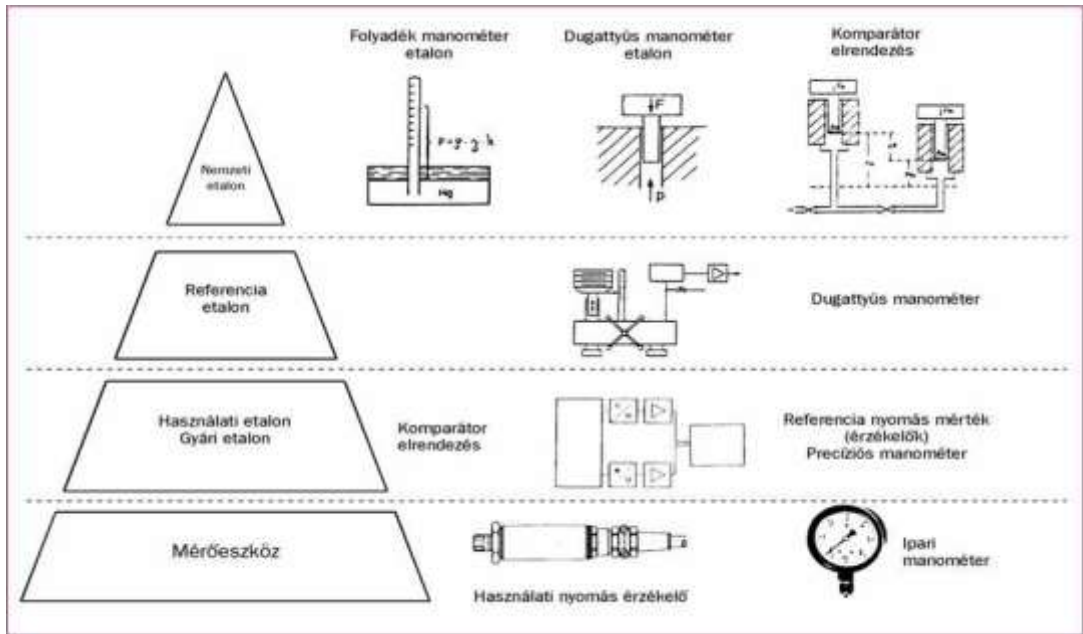 Folyadék manométer
etalon
Dugattyús manométer
etalon
Komparátor
elrendezés
Nemzeti
etalon
F
Hg
p
Referencia
etalon
Dugattyús manométer
Használati etalon
Gyári etalon
Komparátor
elrendezés
Referencia nyomás mérték
(érzékelők)
Precíziós manométer
Mérőeszköz
Használati nyomás érzékelő
Ipari
manométer